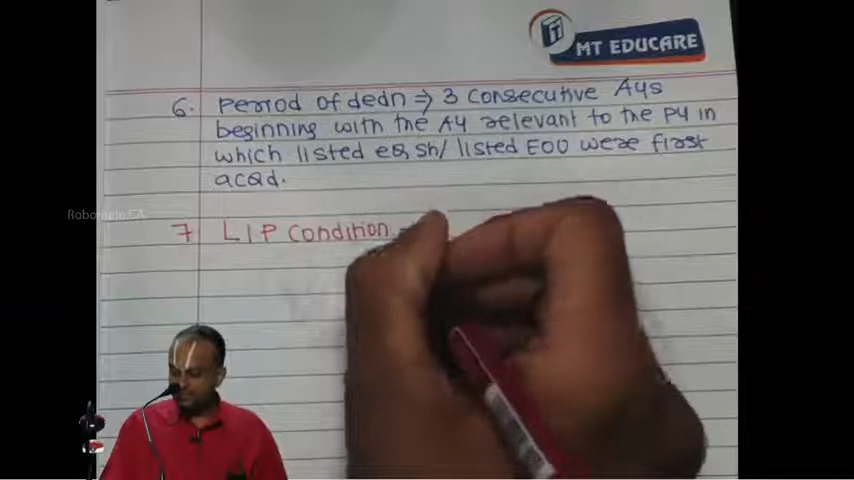 MT EDUCARE
6. Period of dedn ⇒ 3 consecutive AYs
beginning with the AY relevant to the PY in
which listed eq sh/ listed EOO were first
acqd.
7 LIP condition